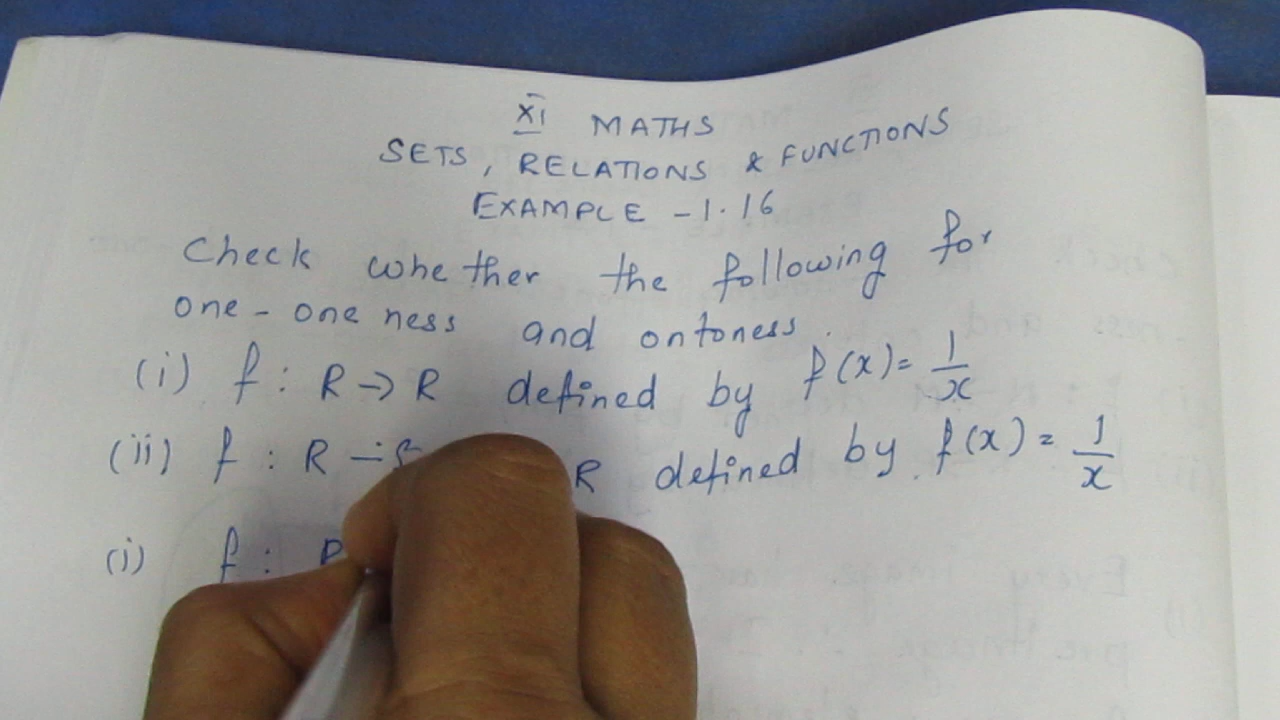 XI MATHS
SETS, RELATIONS & FUNCTIONS
EXAMPLE - 1.16
Check whether the following for
one-one ness and ontoness.
(i) f : R → R defined by f(x) = 1/x
(ii) f : R - R defined by f(x) = 1/x
(i) f : R